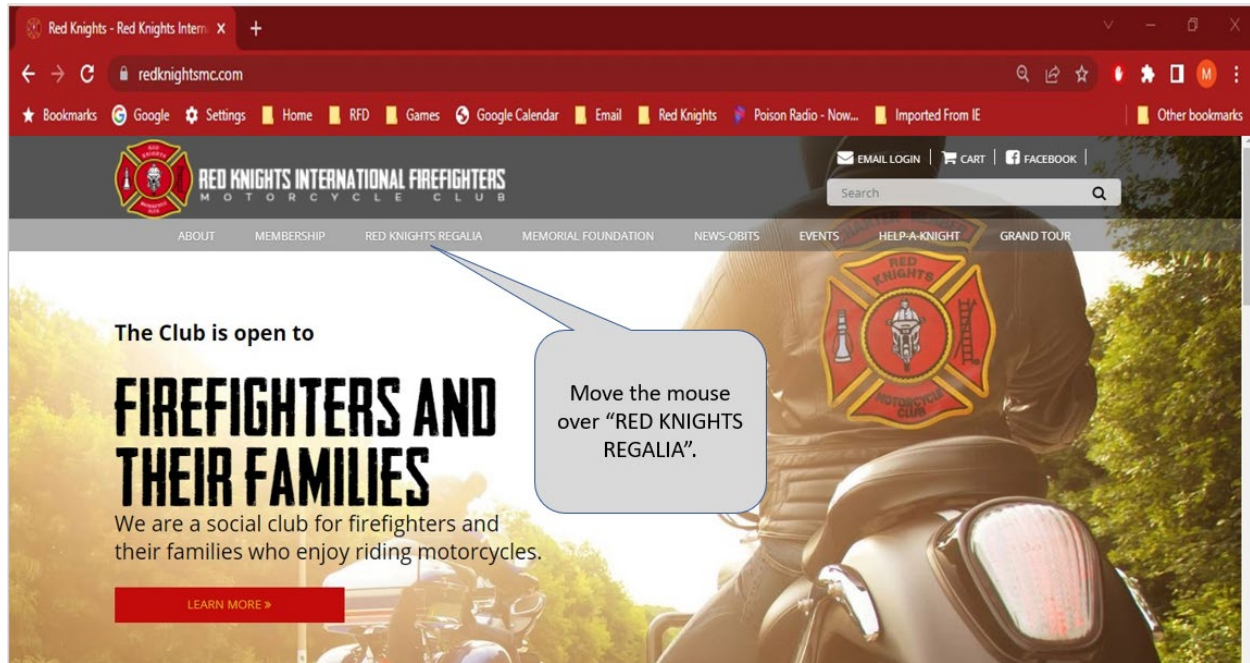 Red Knights - Red Knights Intern
redknightsmc.com
M
Bookmarks Google Settings Home RFD Games Google Calendar Email Red Knights Poison Radio - Now... Imported From IE Other bookmarks
EMAIL LOGIN CART FACEBOOK
RED KNIGHTS INTERNATIONAL FIREFIGHTERS
MOTORCYCLE CLUB
Search
ABOUT MEMBERSHIP RED KNIGHTS REGALIA MEMORIAL FOUNDATION NEWS-OBITS EVENTS HELP-A-KNIGHT GRAND TOUR
CHARTER MEMBER
RED
KNIGHTS
MOTORCYCLE
CLUB
The Club is open to
FIREFIGHTERS AND
THEIR FAMILIES
We are a social club for firefighters and
their families who enjoy riding motorcycles.
LEARN MORE »
Move the mouse
over “RED KNIGHTS
REGALIA”.